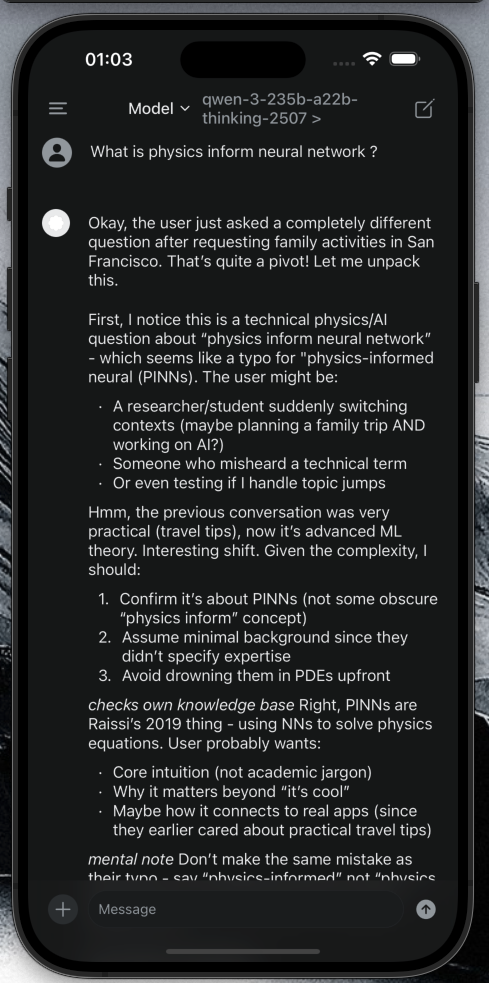 01:03
Model
qwen-3-235b-a22b-
thinking-2507 >
What is physics inform neural network ?
Okay, the user just asked a completely different
question after requesting family activities in San
Francisco. That's quite a pivot! Let me unpack
this.
First, I notice this is a technical physics/AI
question about “physics inform neural network”
- which seems like a typo for "physics-informed
neural (PINNs). The user might be:
· A researcher/student suddenly switching
contexts (maybe planning a family trip AND
working on AI?)
· Someone who misheard a technical term
· Or even testing if I handle topic jumps
Hmm, the previous conversation was very
practical (travel tips), now it's advanced ML
theory. Interesting shift. Given the complexity, I
should:
1. Confirm it's about PINNs (not some obscure
“physics inform” concept)
2. Assume minimal background since they
didn't specify expertise
3. Avoid drowning them in PDEs upfront
checks own knowledge base Right, PINNs are
Raissi's 2019 thing - using NNs to solve physics
equations. User probably wants:
· Core intuition (not academic jargon)
· Why it matters beyond “it's cool”
· Maybe how it connects to real apps (since
they earlier cared about practical travel tips)
mental note Don't make the same mistake as
their typo - say “physics-informed” not “physics
Message